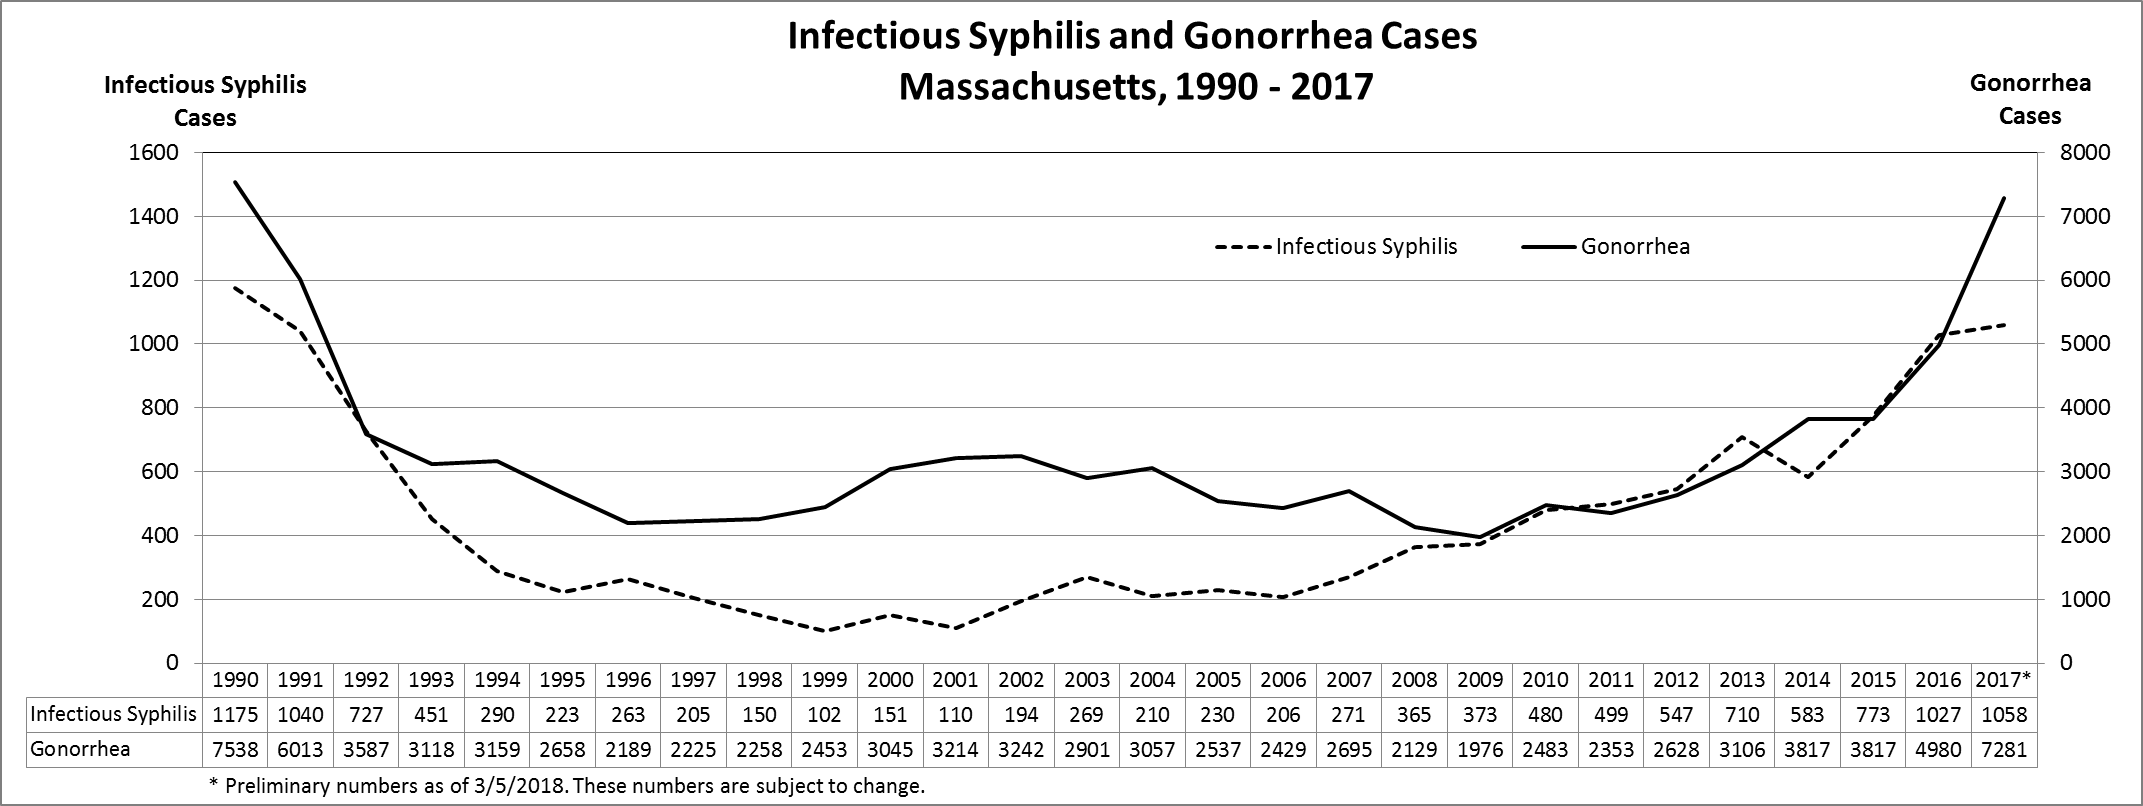 Infectious Syphilis and Gonorrhea Cases
Massachusetts, 1990 - 2017
Infectious Syphilis
Cases
Gonorrhea
Cases
1600
1400
1200
1000
800
600
400
200
0
8000
7000
6000
5000
4000
3000
2000
1000
0
Infectious Syphilis Gonorrhea
1990 1991 1992 1993 1994 1995 1996 1997 1998 1999 2000 2001 2002 2003 2004 2005 2006 2007 2008 2009 2010 2011 2012 2013 2014 2015 2016 2017*
Infectious Syphilis 1175 1040 727 451 290 223 263 205 150 102 151 110 194 269 210 230 206 271 365 373 480 499 547 710 583 773 1027 1058
Gonorrhea 7538 6013 3587 3118 3159 2658 2189 2225 2258 2453 3045 3214 3242 2901 3057 2537 2429 2695 2129 1976 2483 2353 2628 3106 3817 3817 4980 7281
* Preliminary numbers as of 3/5/2018. These numbers are subject to change.